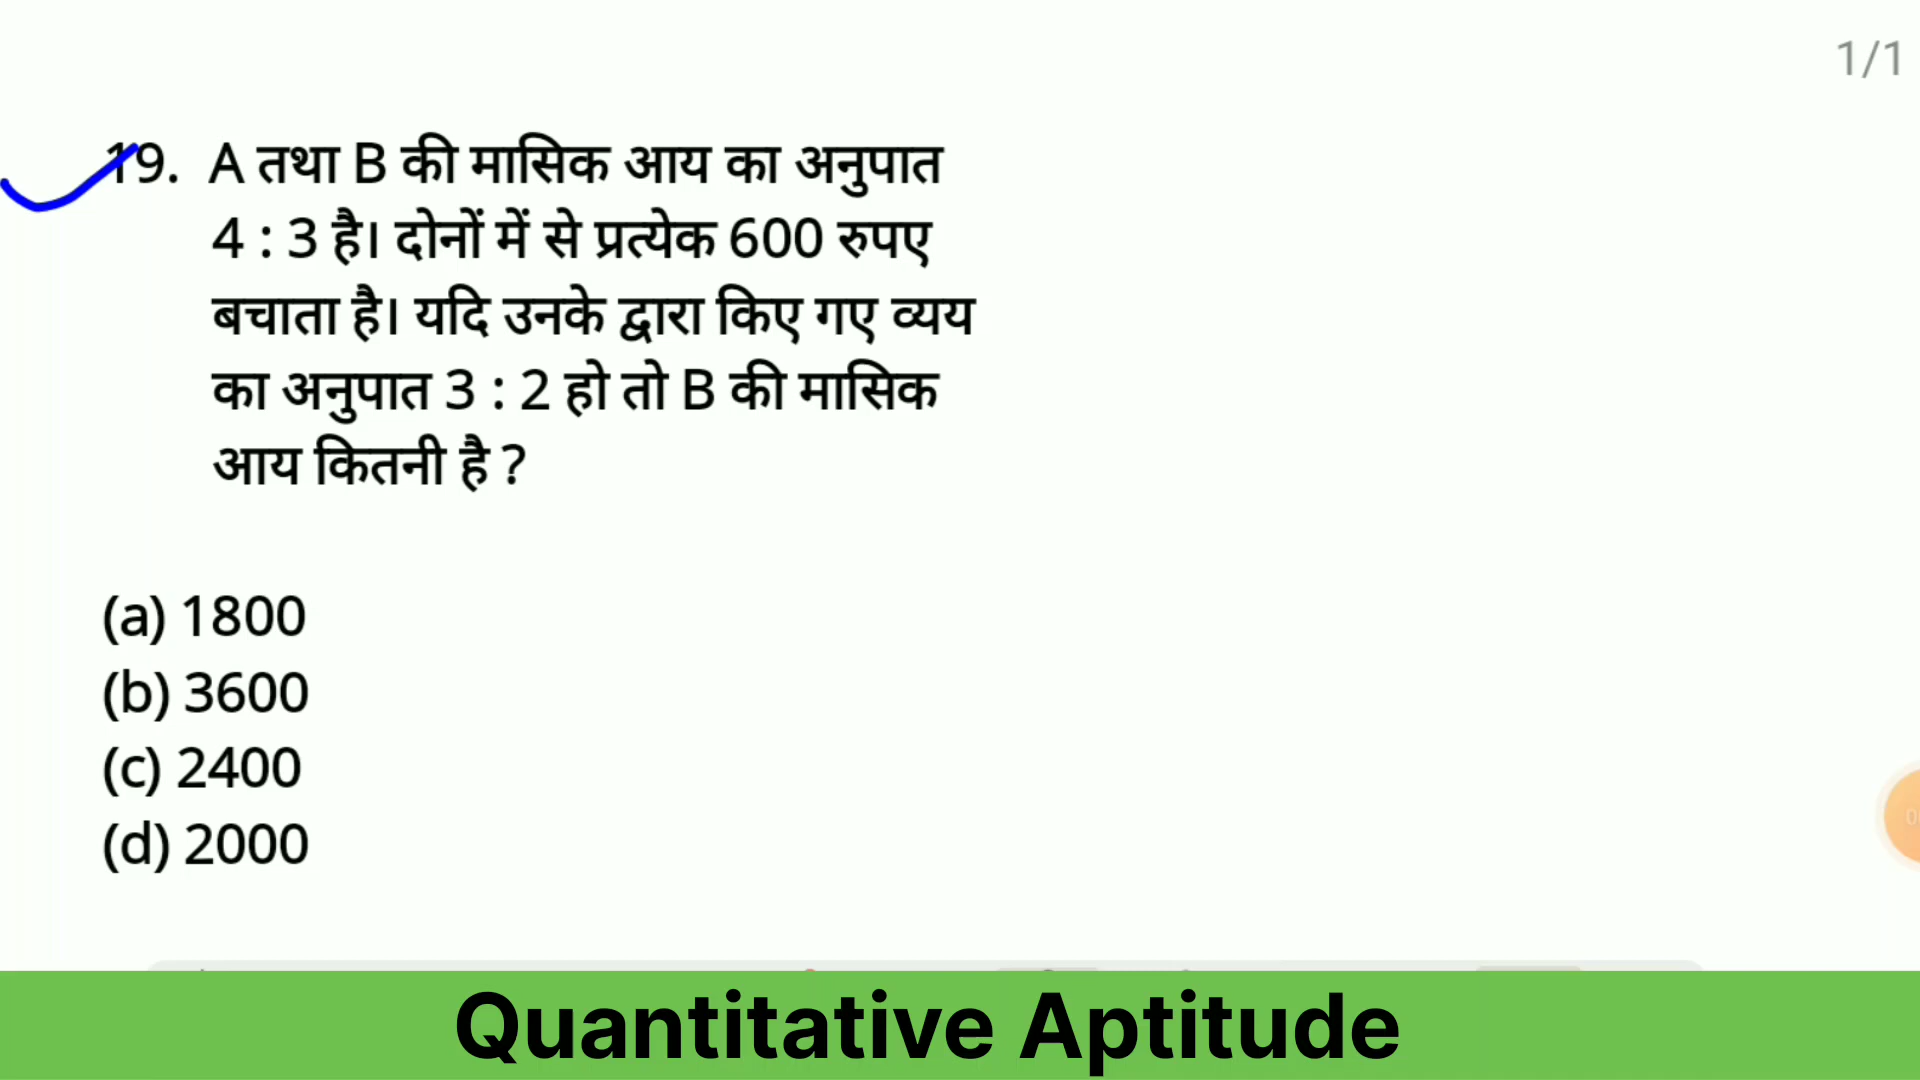 1/1
19. A तथा B की मासिक आय का अनुपात
4 : 3 है। दोनों में से प्रत्येक 600 रुपए
बचाता है। यदि उनके द्वारा किए गए व्यय
का अनुपात 3 : 2 हो तो B की मासिक
आय कितनी है ?
(a) 1800
(b) 3600
(c) 2400
(d) 2000
Quantitative Aptitude